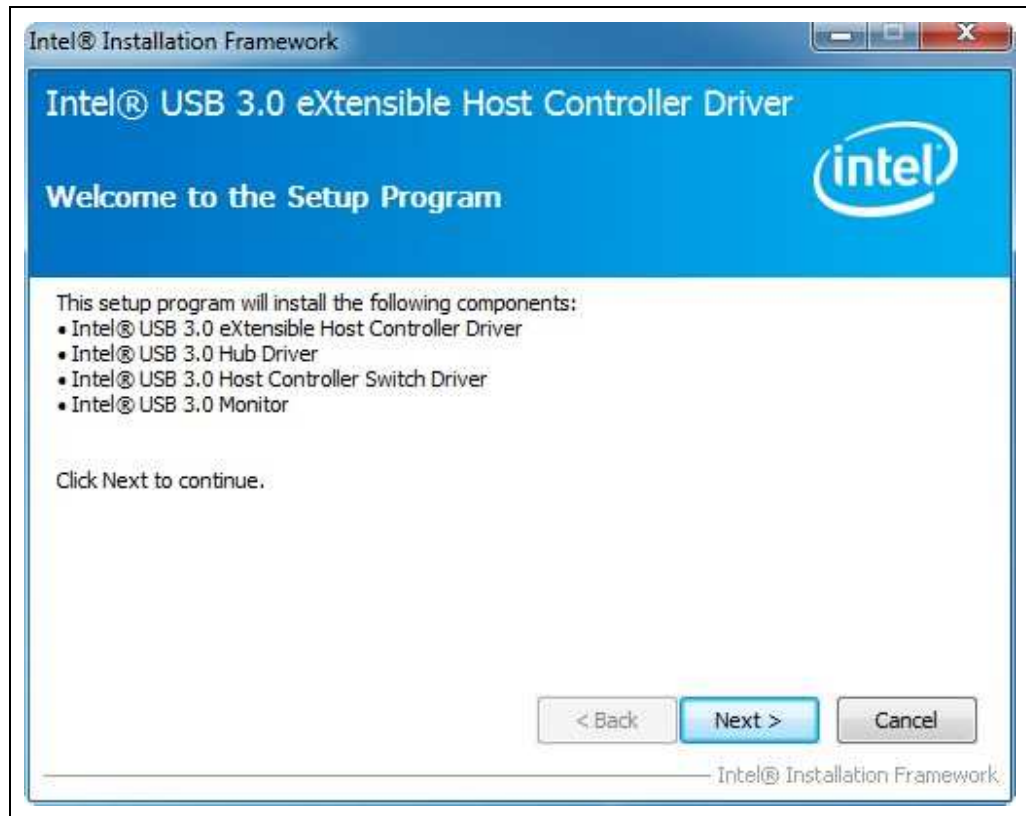 Intel® Installation Framework
Intel® USB 3.0 eXtensible Host Controller Driver
intel
Welcome to the Setup Program
This setup program will install the following components:
• Intel® USB 3.0 eXtensible Host Controller Driver
• Intel® USB 3.0 Hub Driver
• Intel® USB 3.0 Host Controller Switch Driver
• Intel® USB 3.0 Monitor
Click Next to continue.
< Back Next > Cancel
Intel® Installation Framework